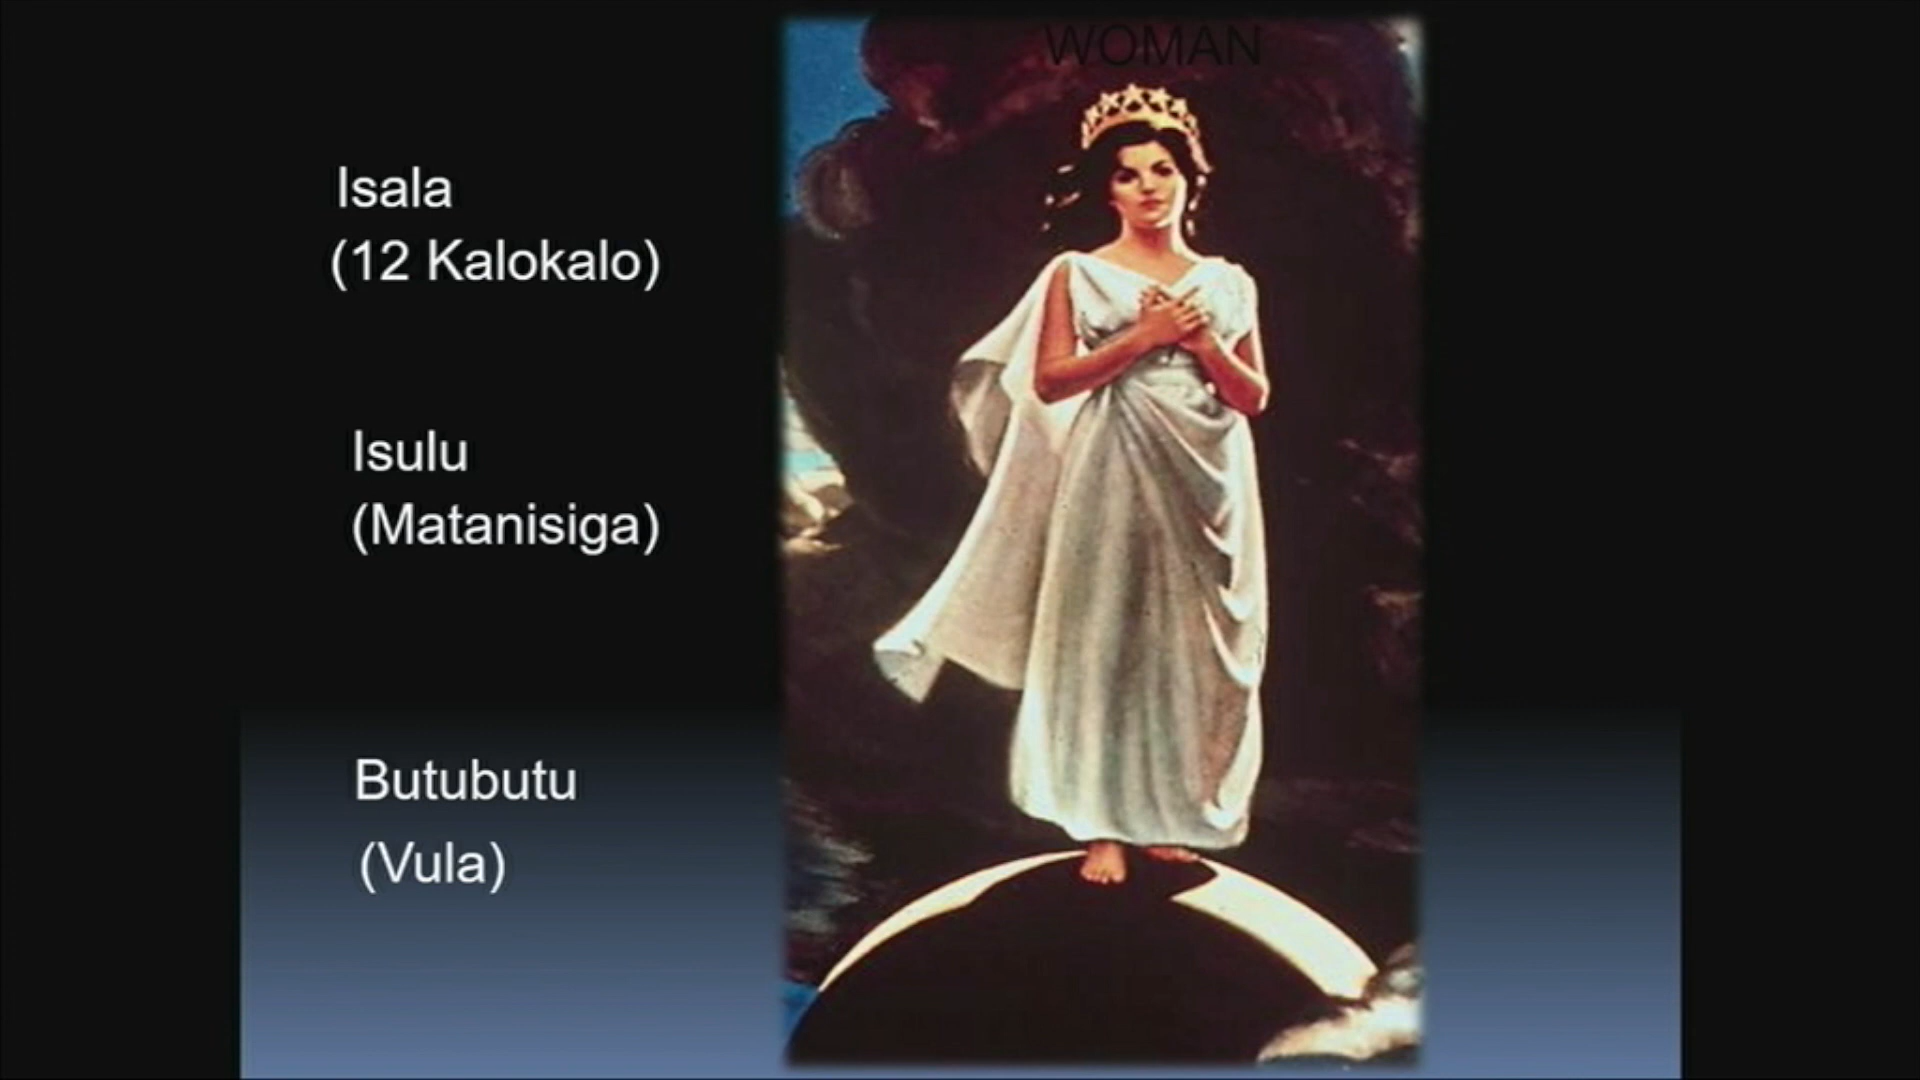 WOMAN
Isala
(12 Kalokalo)
Isulu
(Matanisiga)
Butubutu
(Vula)